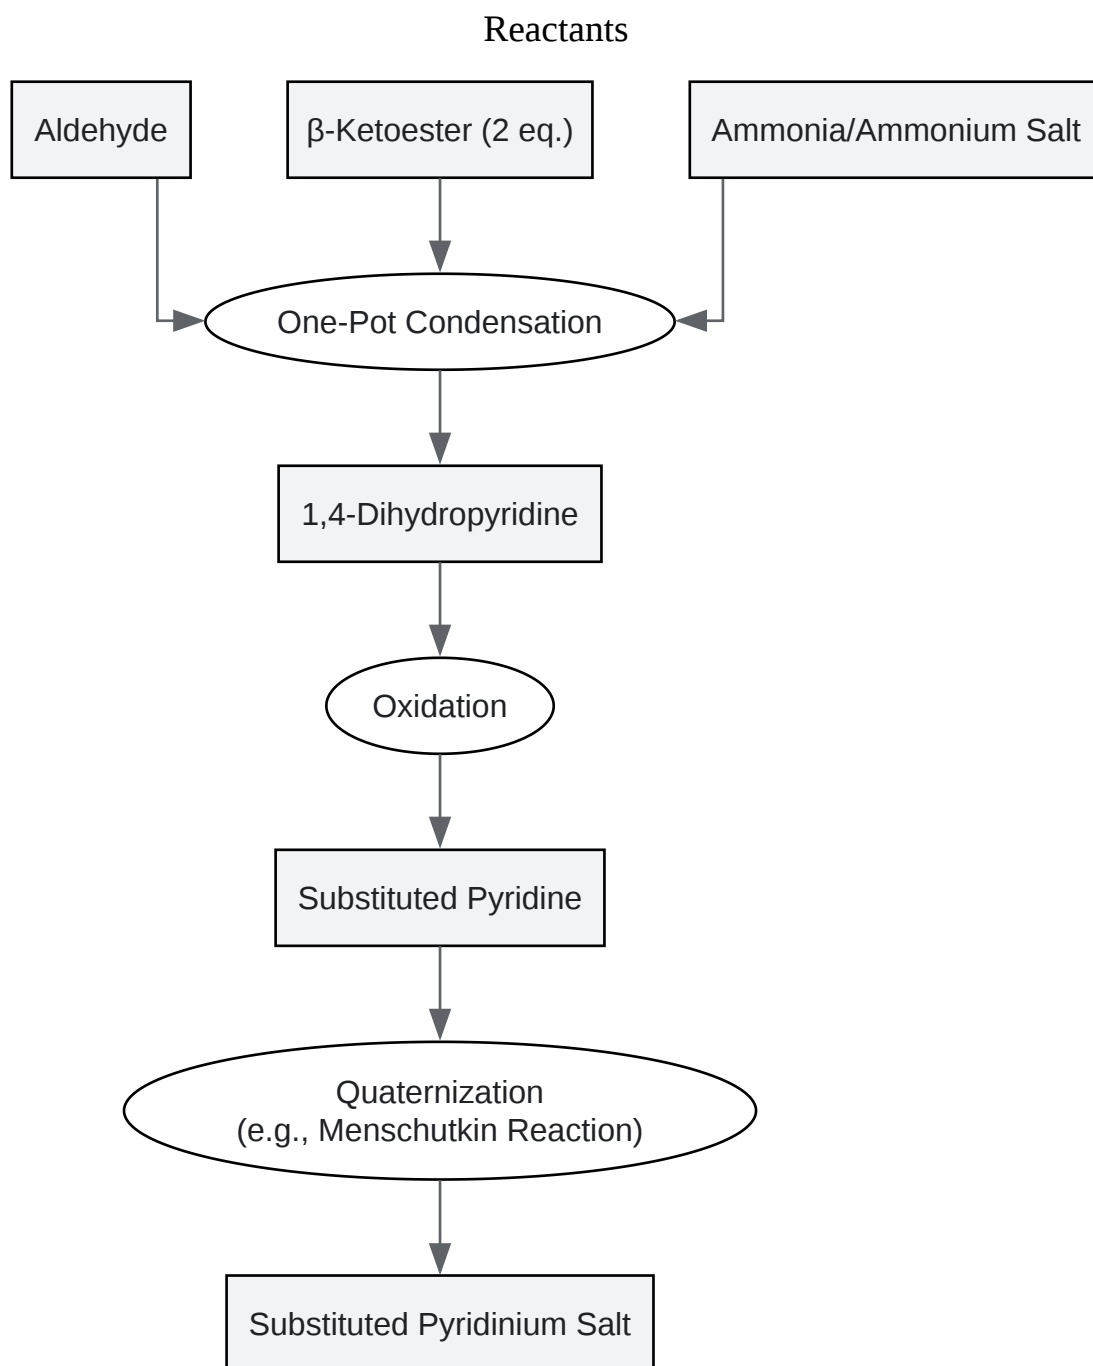 Reactants
Aldehyde
β-Ketoester (2 eq.)
Ammonia/Ammonium Salt
One-Pot Condensation
1,4-Dihydropyridine
Oxidation
Substituted Pyridine
Quaternization
(e.g., Menschutkin Reaction)
Substituted Pyridinium Salt